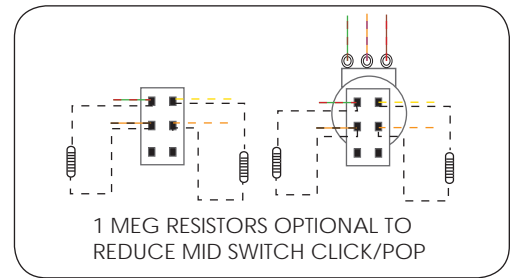 1 MEG RESISTORS OPTIONAL TO
REDUCE MID SWITCH CLICK/POP